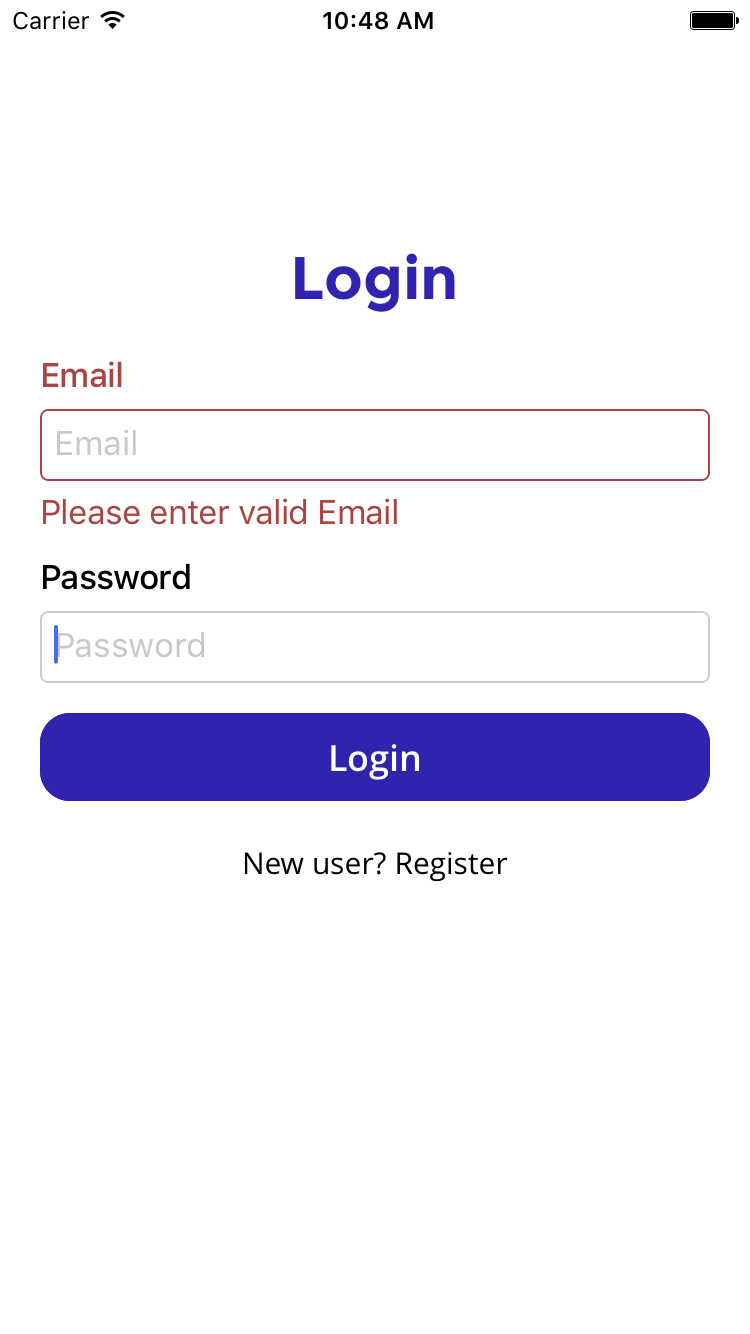 Carrier 10:48 AM
Login
Email
Email
Please enter valid Email
Password
Password
Login
New user? Register